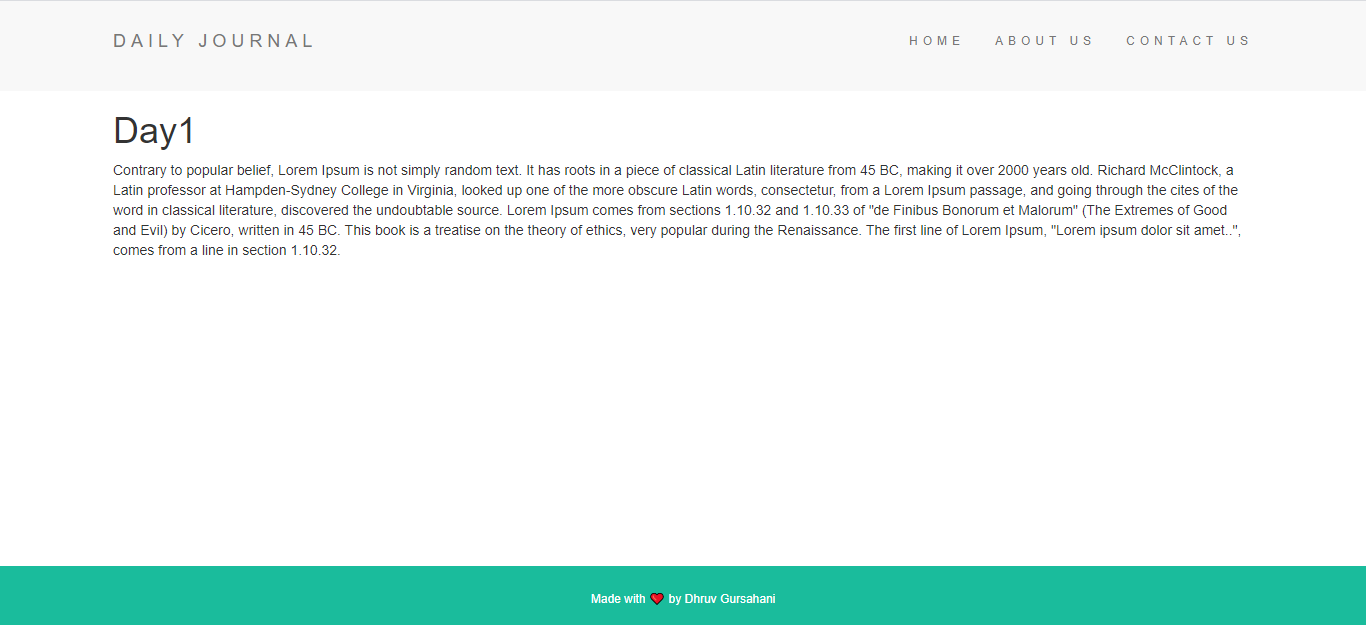 DAILY JOURNAL
HOME ABOUT US CONTACT US
Day1
Contrary to popular belief, Lorem Ipsum is not simply random text. It has roots in a piece of classical Latin literature from 45 BC, making it over 2000 years old. Richard McClintock, a
Latin professor at Hampden-Sydney College in Virginia, looked up one of the more obscure Latin words, consectetur, from a Lorem Ipsum passage, and going through the cites of the
word in classical literature, discovered the undoubtable source. Lorem Ipsum comes from sections 1.10.32 and 1.10.33 of "de Finibus Bonorum et Malorum" (The Extremes of Good
and Evil) by Cicero, written in 45 BC. This book is a treatise on the theory of ethics, very popular during the Renaissance. The first line of Lorem Ipsum, "Lorem ipsum dolor sit amet..",
comes from a line in section 1.10.32.
Made with ❤ by Dhruv Gursahani